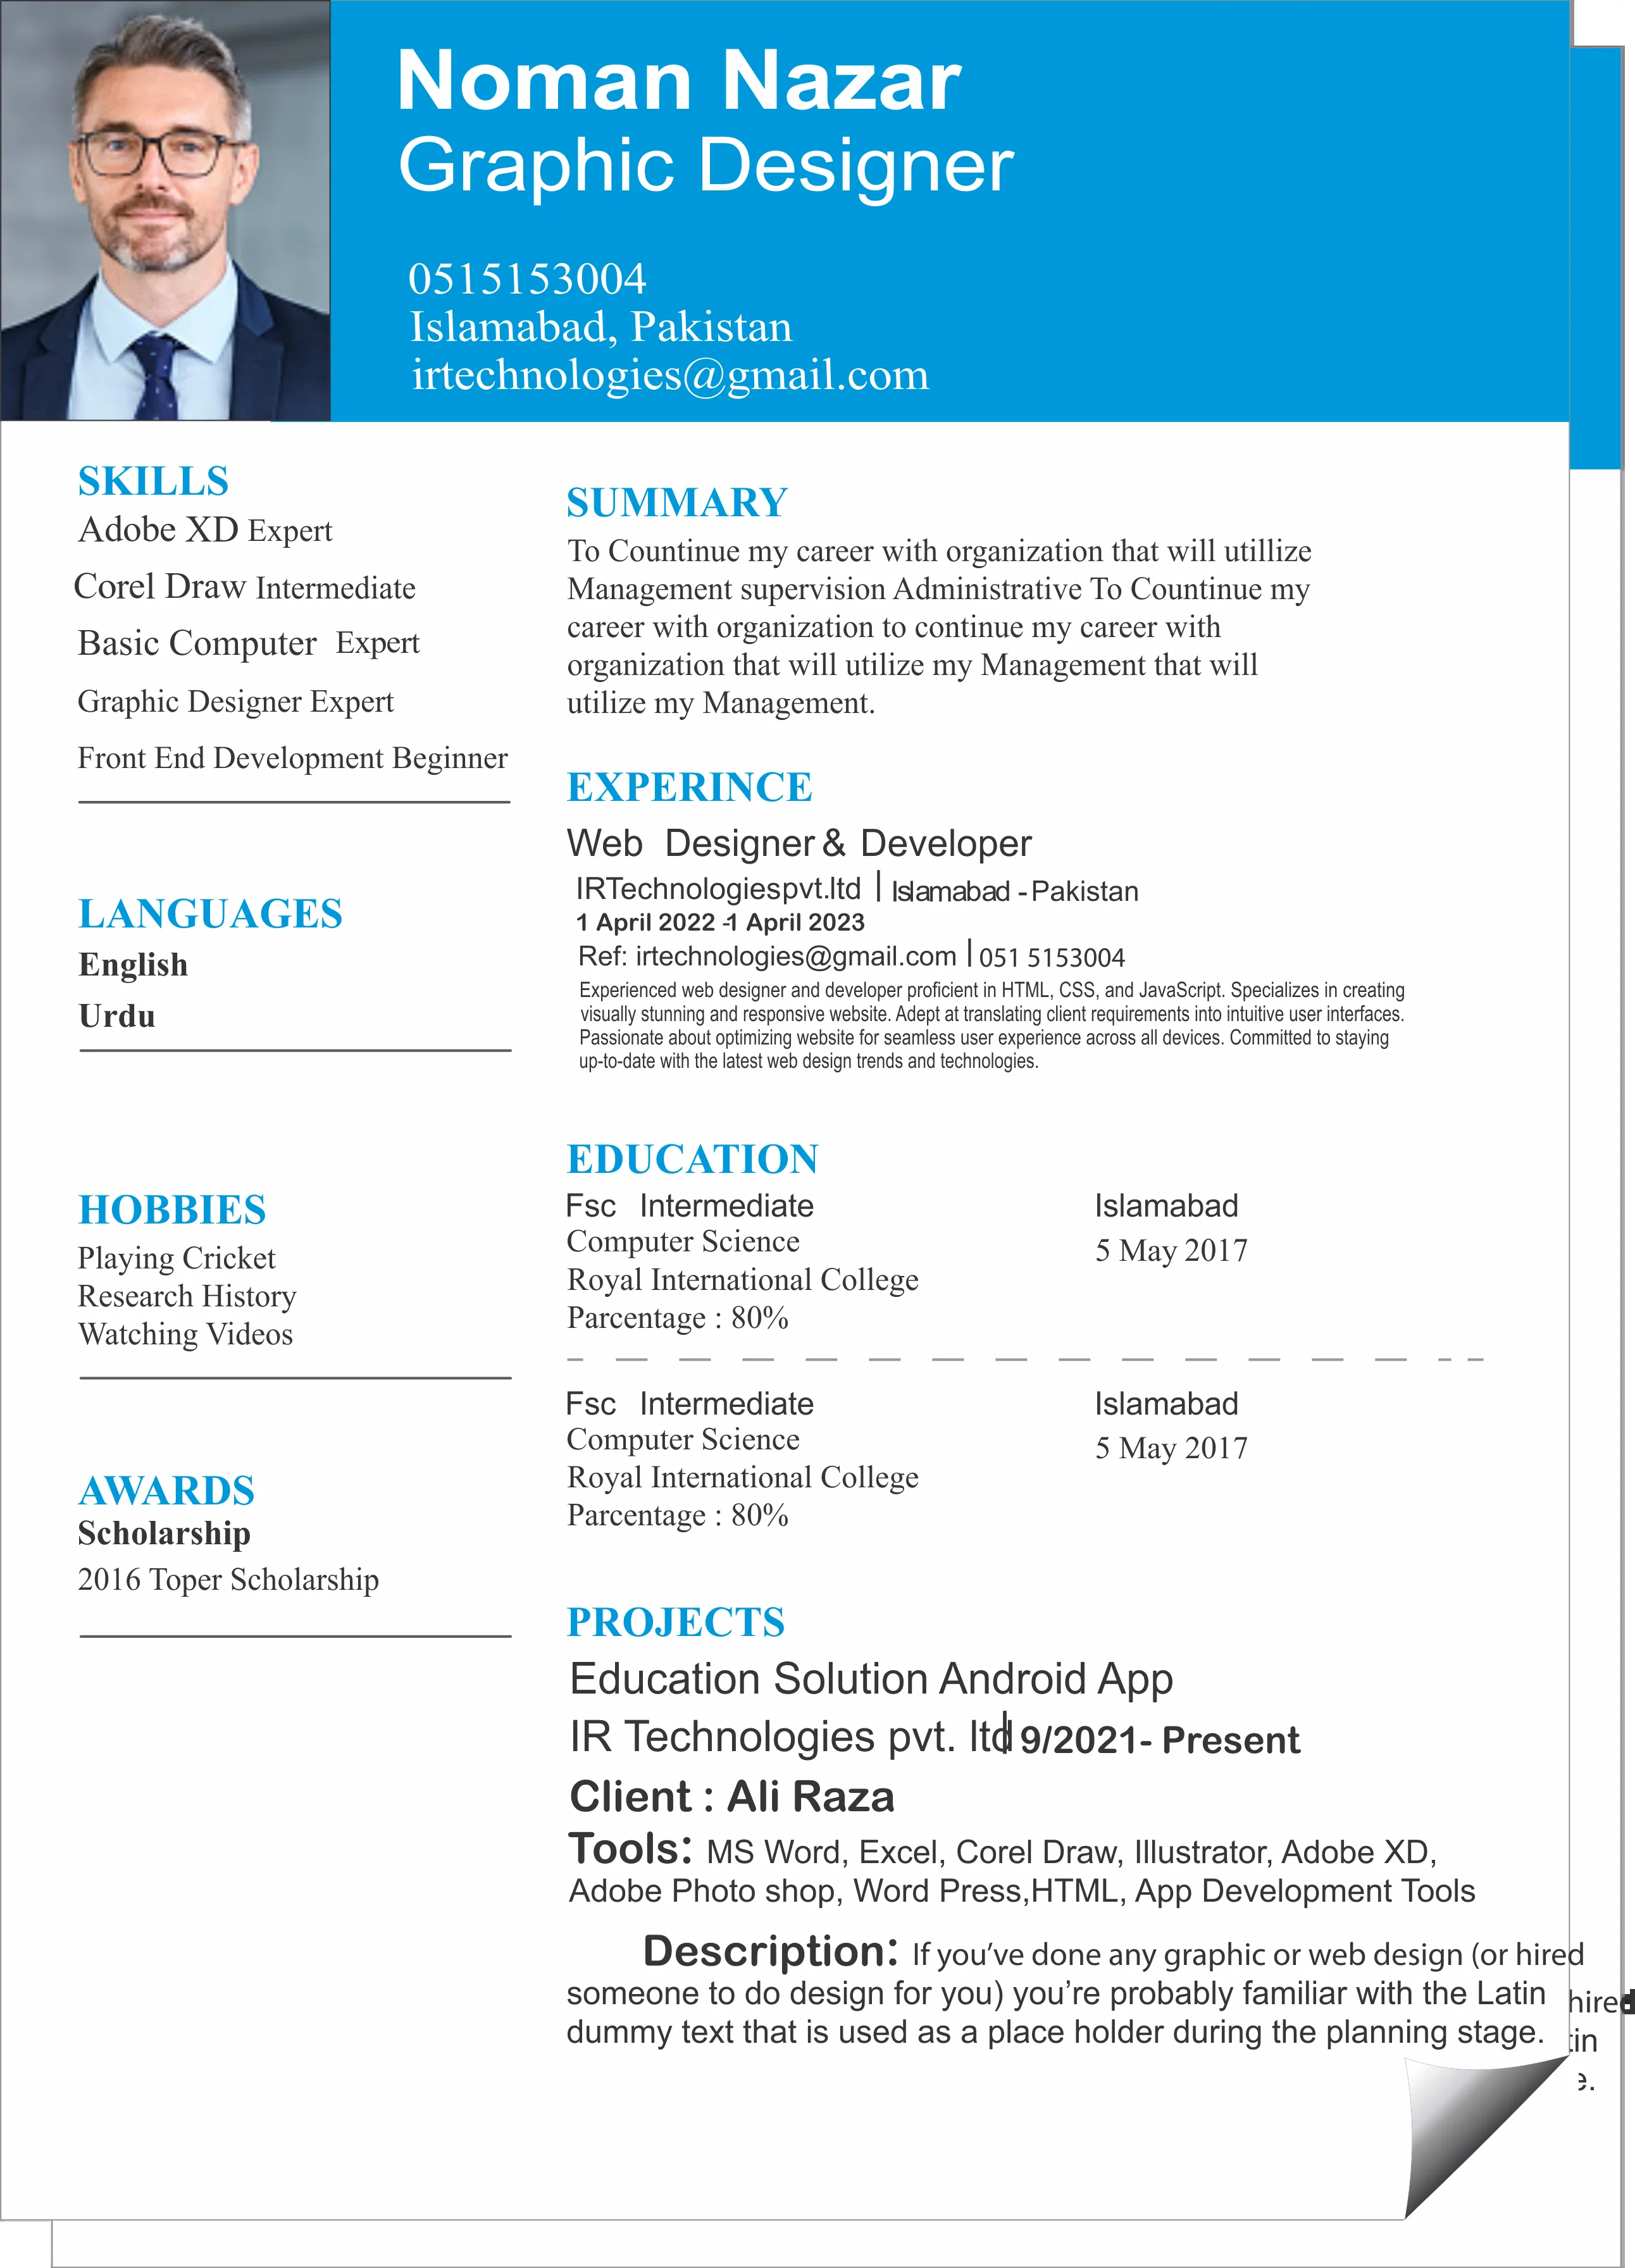 Noman Nazar
Graphic Designer
0515153004
Islamabad, Pakistan
irtechnologies@gmail.com
SKILLS
Adobe XD Expert
Corel Draw Intermediate
Basic Computer Expert
Graphic Designer Expert
Front End Development Beginner
LANGUAGES
English
Urdu
HOBBIES
Playing Cricket
Research History
Watching Videos
AWARDS
Scholarship
2016 Toper Scholarship
SUMMARY
To Countinue my career with organization that will utillize
Management supervision Administrative To Countinue my
career with organization to continue my career with
organization that will utilize my Management that will
utilize my Management.
EXPERINCE
Web Designer & Developer
IRTechnologiespvt.ltd | Islamabad - Pakistan
1 April 2022 -1 April 2023
Ref: irtechnologies@gmail.com | 051 5153004
Experienced web designer and developer proficient in HTML, CSS, and JavaScript. Specializes in creating
visually stunning and responsive website. Adept at translating client requirements into intuitive user interfaces.
Passionate about optimizing website for seamless user experience across all devices. Committed to staying
up-to-date with the latest web design trends and technologies.
EDUCATION
Fsc Intermediate Islamabad
Computer Science 5 May 2017
Royal International College
Parcentage : 80%
Fsc Intermediate Islamabad
Computer Science 5 May 2017
Royal International College
Parcentage : 80%
PROJECTS
Education Solution Android App
IR Technologies pvt. ltd | 9/2021- Present
Client : Ali Raza
Tools: MS Word, Excel, Corel Draw, Illustrator, Adobe XD,
Adobe Photo shop, Word Press,HTML, App Development Tools
Description: If you’ve done any graphic or web design (or hired
someone to do design for you) you’re probably familiar with the Latin
dummy text that is used as a place holder during the planning stage.
hired
tin
e.